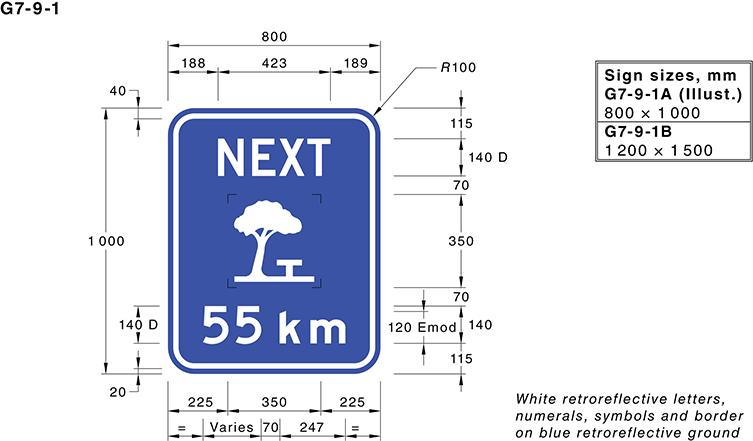 G7-9-1
800
188 423 189
R100
40
115
140 D
70
350
70
140
115
1 000
140 D
20
NEXT
55 km
120 Emod
225 350 225
= Varies 70 247 =
Sign sizes, mm
G7-9-1A (Illust.)
800 × 1 000
G7-9-1B
1 200 × 1 500
White retroreflective letters,
numerals, symbols and border
on blue retroreflective ground